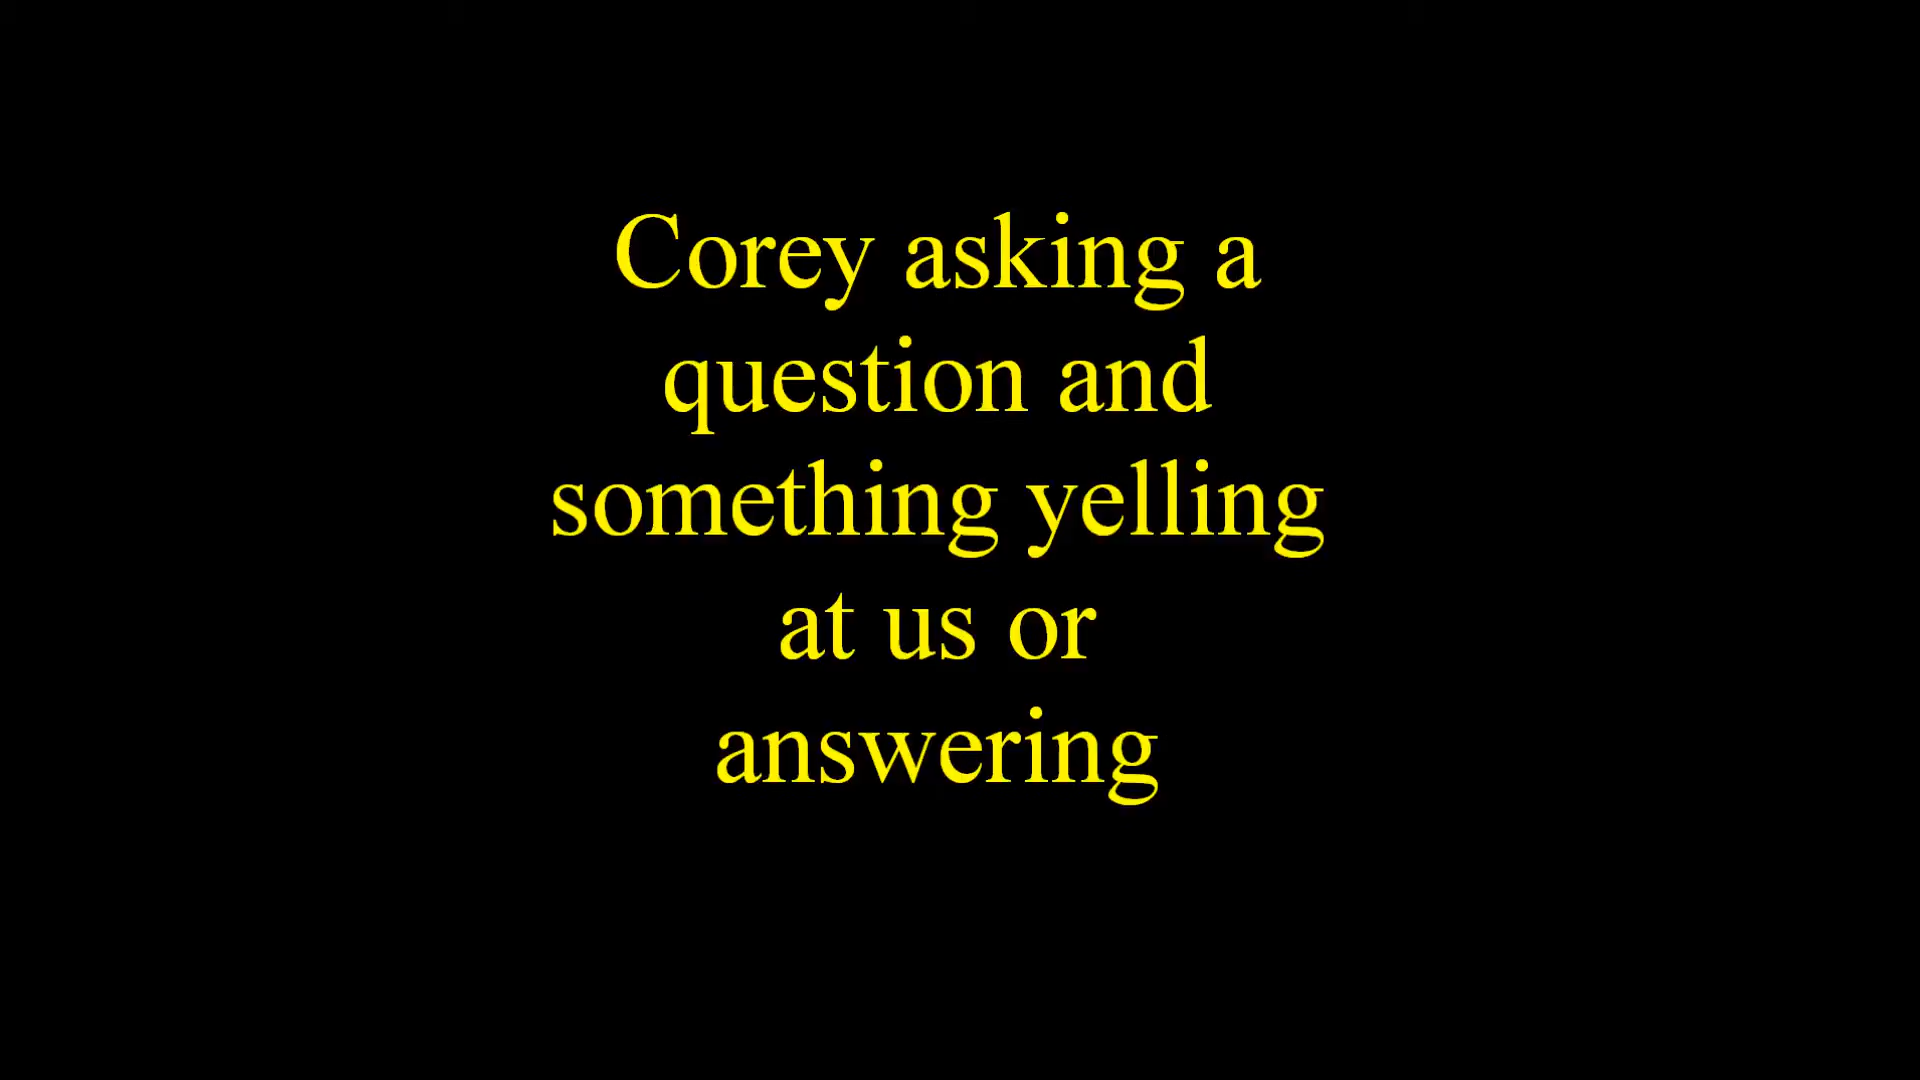 Corey asking a
question and
something yelling
at us or
answering